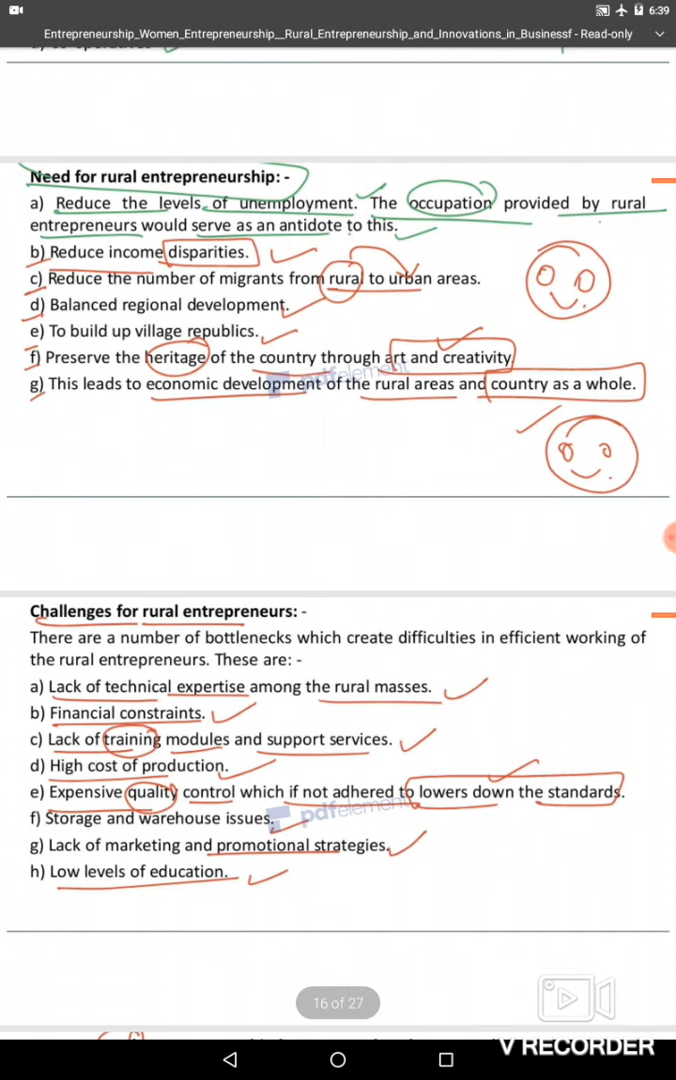 6:39
Entrepreneurship_Women_Entrepreneurship__Rural_Entrepreneurship_and_Innovations_in_Businessf - Read-only
Need for rural entrepreneurship: -
a) Reduce the levels of unemployment. The occupation provided by rural
entrepreneurs would serve as an antidote to this.
b) Reduce income disparities.
c) Reduce the number of migrants from rural to urban areas.
d) Balanced regional development.
e) To build up village republics.
f) Preserve the heritage of the country through art and creativity
g) This leads to economic development of the rural areas and country as a whole.
pdfelement
Challenges for rural entrepreneurs: -
There are a number of bottlenecks which create difficulties in efficient working of
the rural entrepreneurs. These are: -
a) Lack of technical expertise among the rural masses.
b) Financial constraints.
c) Lack of training modules and support services.
d) High cost of production.
e) Expensive quality control which if not adhered to lowers down the standards.
f) Storage and warehouse issues.
pdfelement
g) Lack of marketing and promotional strategies.
h) Low levels of education.
16 of 27
V RECORDER